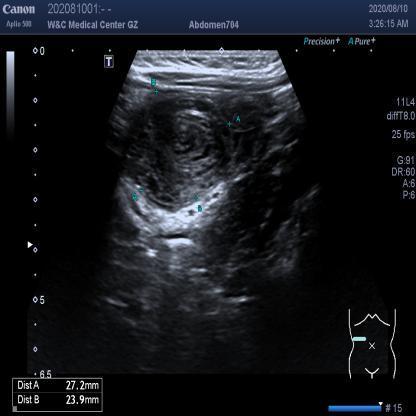 Canon 202081001:- - 2020/08/10
Aplio 500 W&C Medical Center GZ Abdomen704 3:26:15 AM
Precision+ A Pure+
T
0
11L4
diffT8.0
25 fps
G:91
DR:60
A:6
P:6
B
A
A
B
5
6.5
Dist A 27.2mm
Dist B 23.9mm
# 15